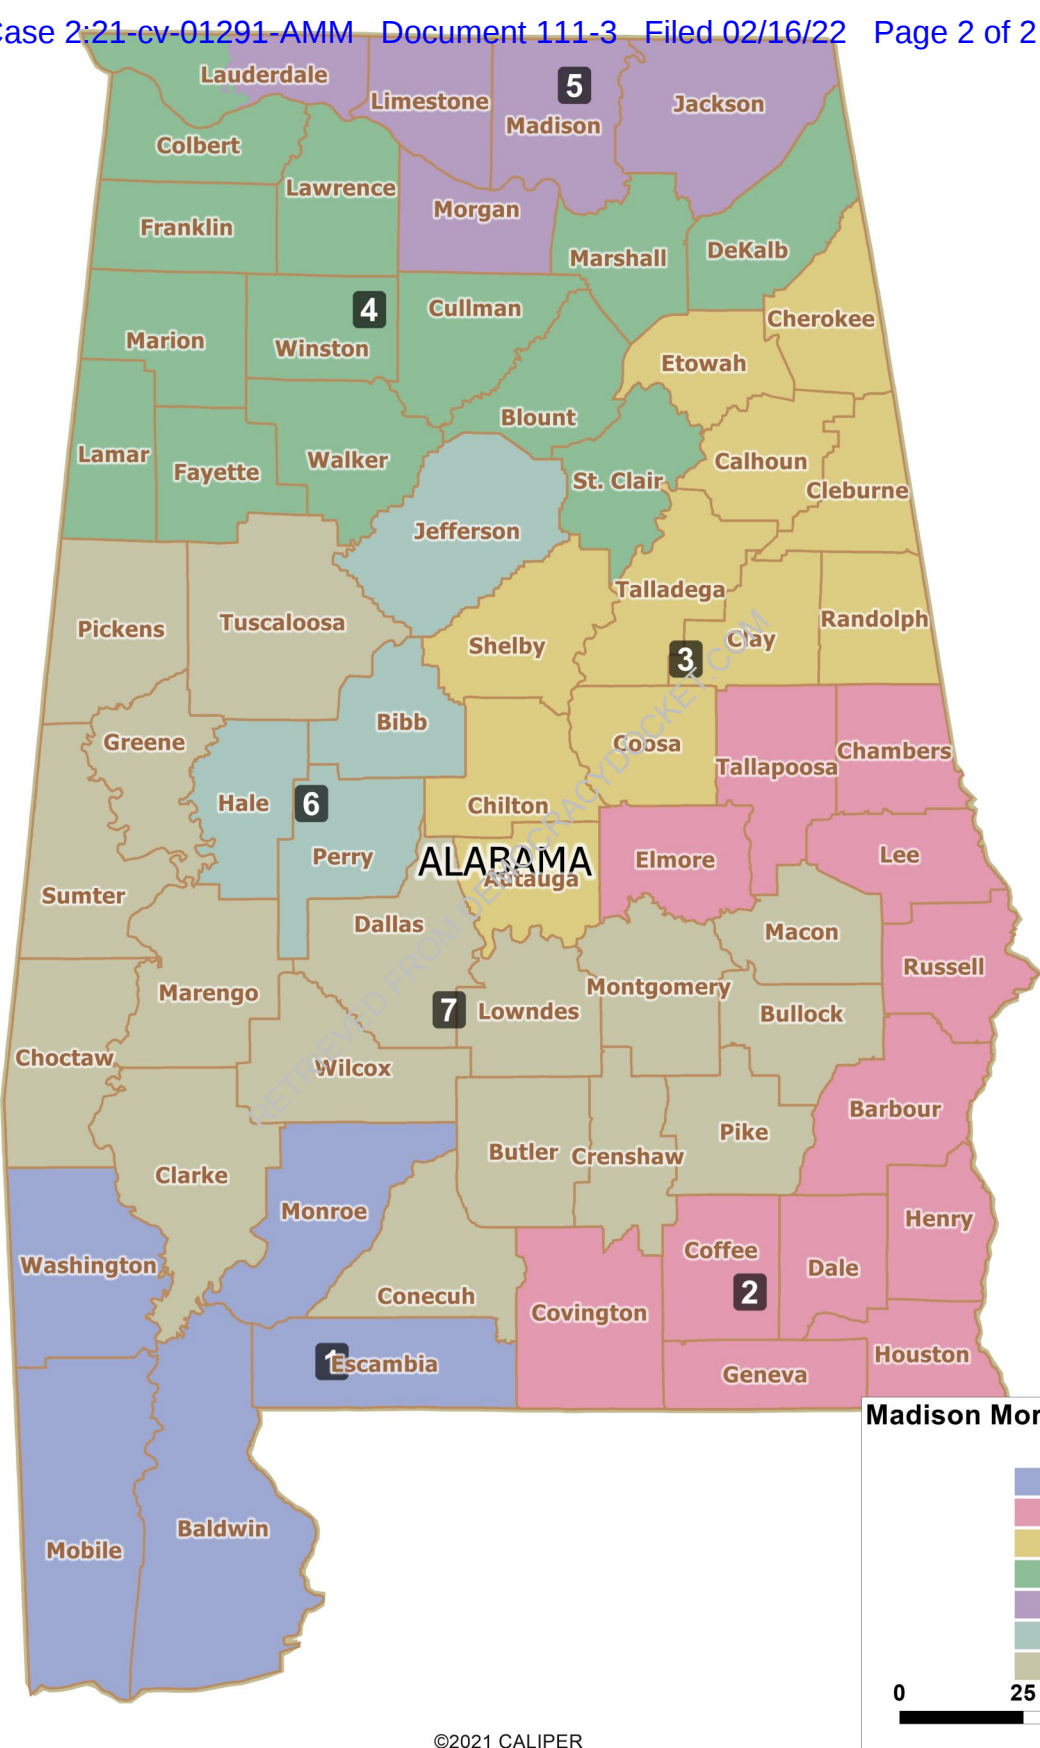 Case 2:21-cv-01291-AMM Document 111-3 Filed 02/16/22 Page 2 of 2
Lauderdale
Limestone
5
Madison
Jackson
Colbert
Lawrence
Morgan
Franklin
Marshall
DeKalb
4
Cullman
Cherokee
Marion
Winston
Etowah
Blount
Lamar
Fayette
Walker
St. Clair
Calhoun
Cleburne
Jefferson
Talladega
Pickens
Tuscaloosa
Shelby
Clay
Randolph
3
Greene
Bibb
Coosa
Tallapoosa
Chambers
Hale
6
Chilton
Perry
ALABAMA
Autauga
Elmore
Lee
Sumter
Dallas
Macon
Marengo
Montgomery
Russell
7
Lowndes
Bullock
Choctaw
Wilcox
Barbour
Butler
Crenshaw
Pike
Clarke
Monroe
Henry
Washington
Coffee
Dale
Conecuh
2
Covington
1
Escambia
Geneva
Houston
Mobile
Baldwin
RETRIEVED FROM DEMOCRACYDOCKET.COM
Madison Mor
0 25
©2021 CALIPER